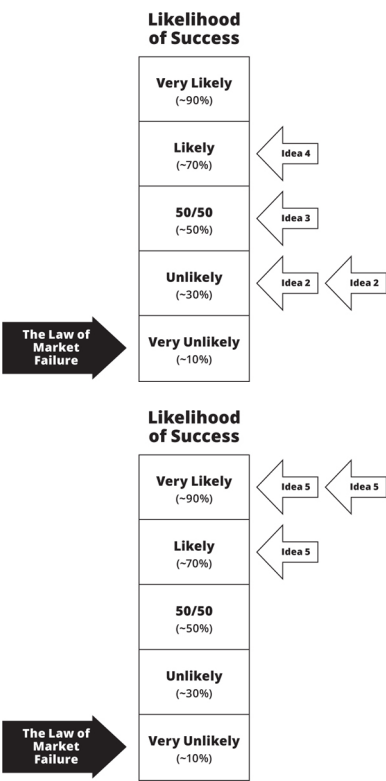 Likelihood
of Success
Very Likely
(~90%)
Likely
(~70%)
Idea 4
50/50
(~50%)
Idea 3
Unlikely
(~30%)
Idea 2
Idea 2
The Law of
Market
Failure
Very Unlikely
(~10%)
Likelihood
of Success
Very Likely
(~90%)
Idea 5
Idea 5
Likely
(~70%)
Idea 5
50/50
(~50%)
Unlikely
(~30%)
The Law of
Market
Failure
Very Unlikely
(~10%)